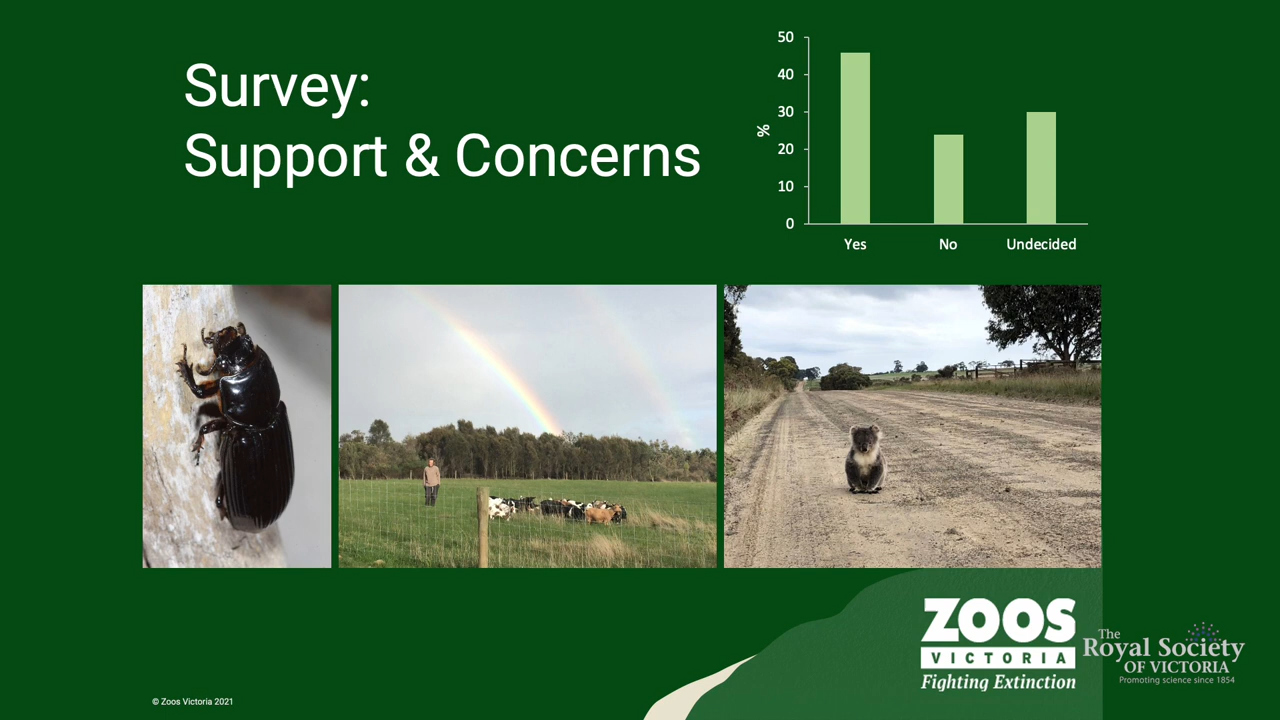 Survey:
Support & Concerns
50
40
30
20
10
0
%
Yes
No
Undecided
ZOOS
VICTORIA
Fighting Extinction
The
Royal Society
OF VICTORIA
Promoting science since 1854
© Zoos Victoria 2021